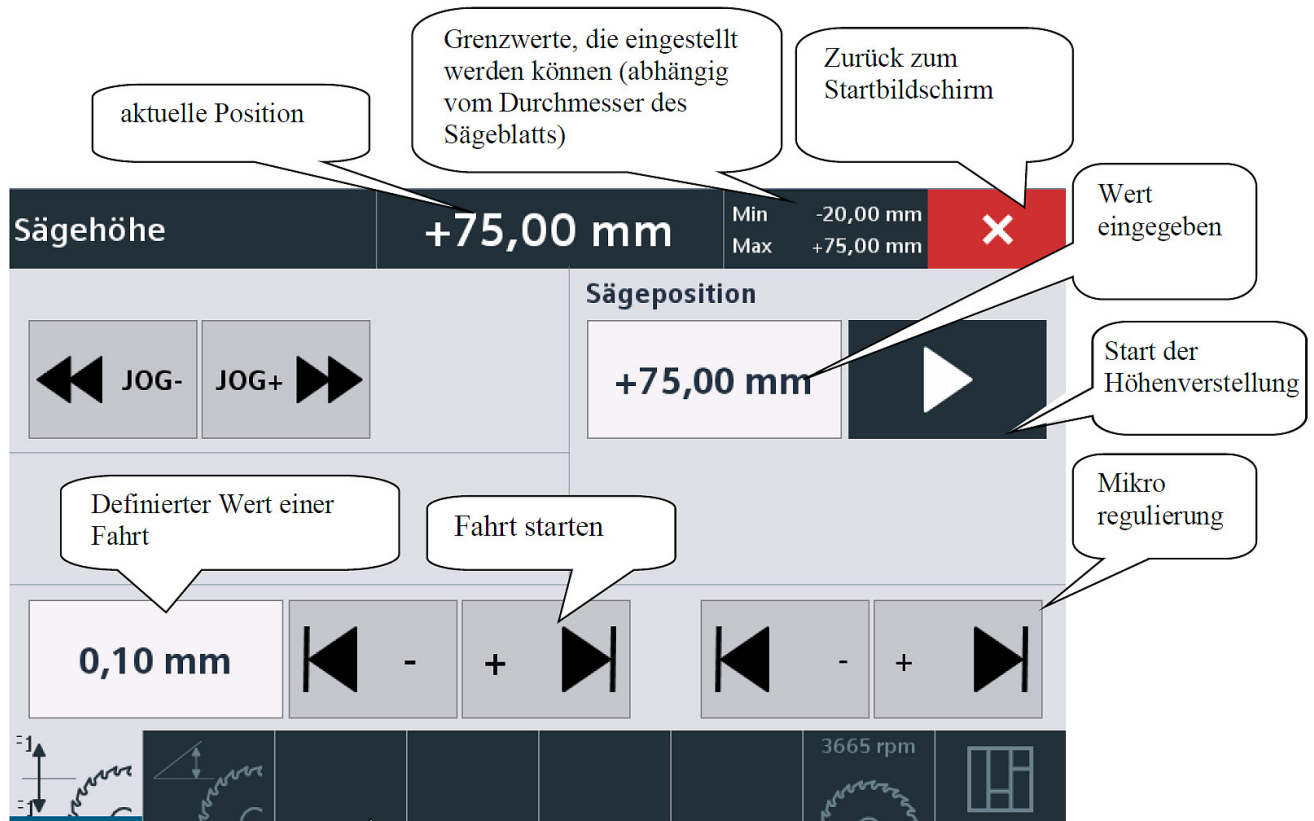 Grenzwerte, die eingestellt
werden können (abhängig
vom Durchmesser des
Sägeblatts)
Zurück zum
Startbildschirm
aktuelle Position
Wert
eingegeben
Sägehöhe
+75,00 mm
Min -20,00 mm
Max +75,00 mm
Sägeposition
JOG-
JOG+
+75,00 mm
Start der
Höhenverstellung
Definierter Wert einer
Fahrt
Fahrt starten
Mikro
regulierung
0,10 mm
-
+
-
+
3665 rpm